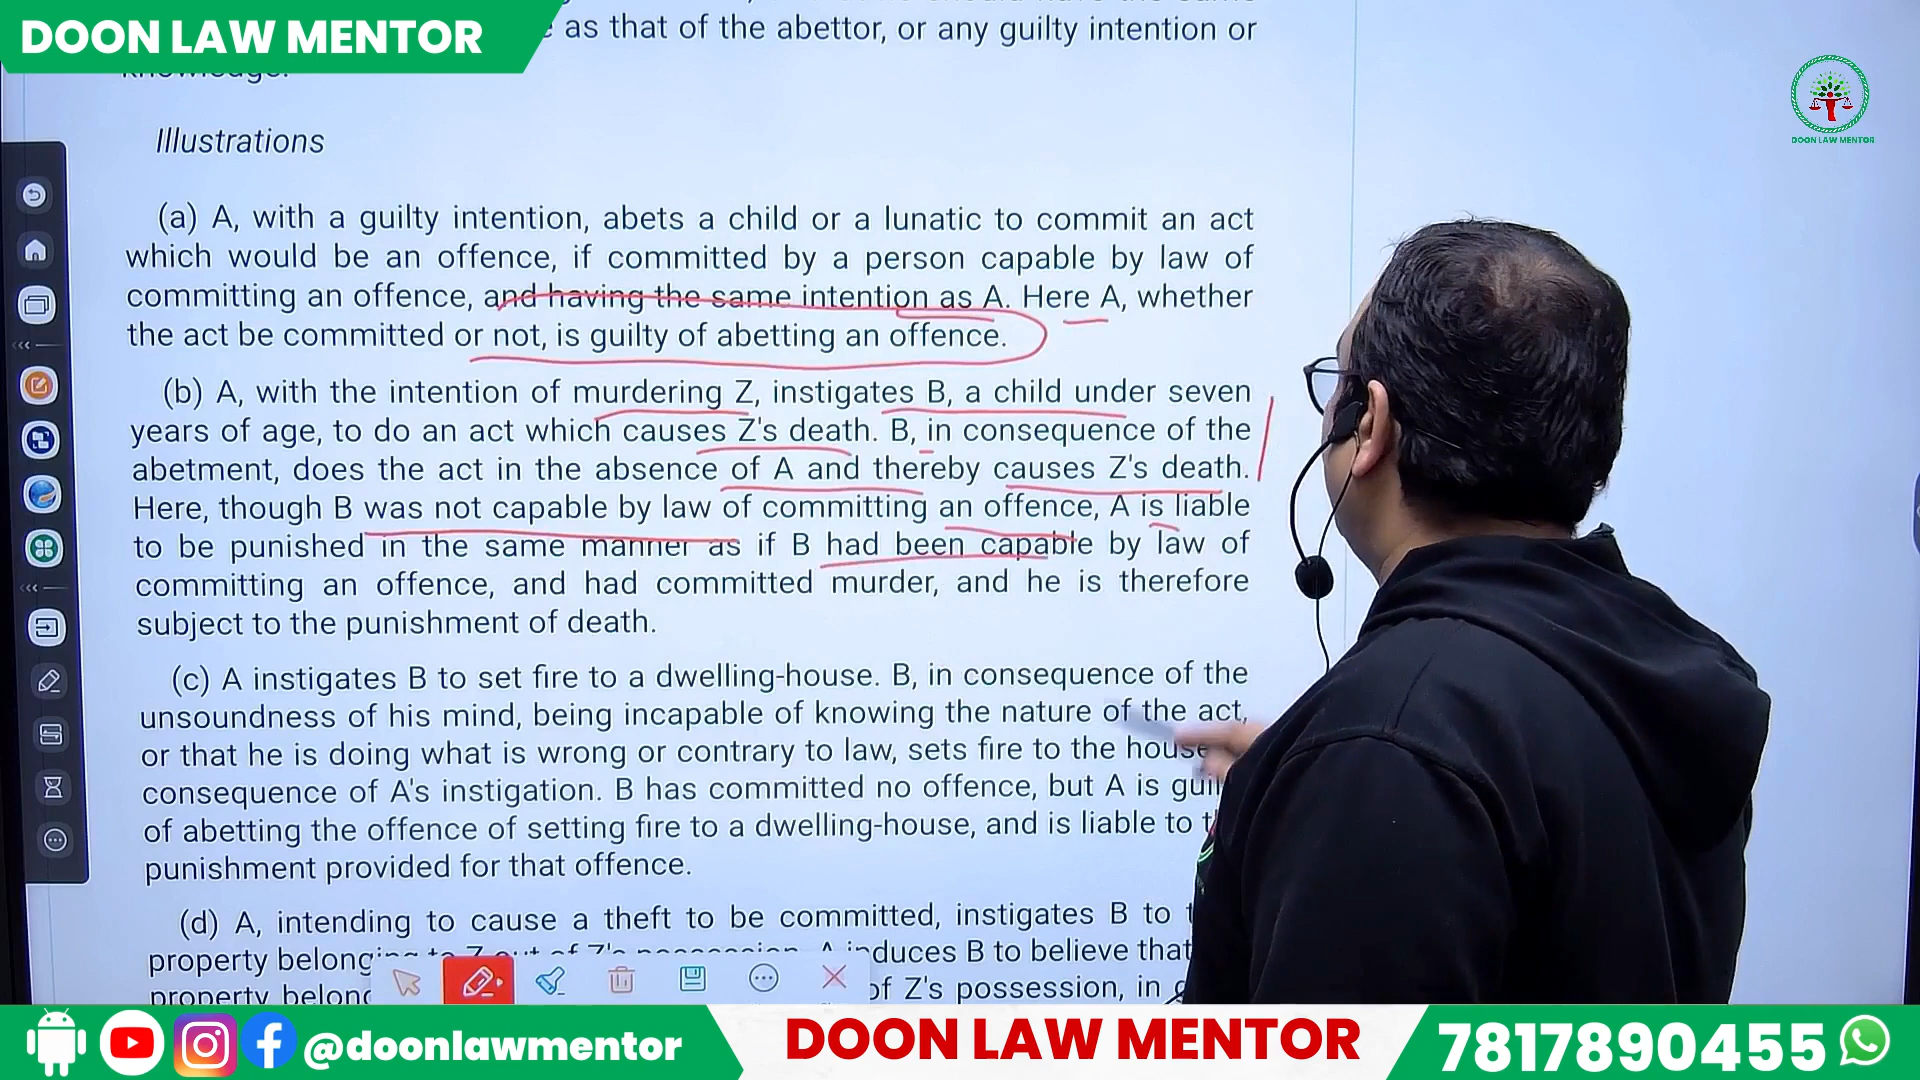 DOON LAW MENTOR
as that of the abettor, or any guilty intention or
knowledge.
DOON LAW MENTOR
Illustrations
(a) A, with a guilty intention, abets a child or a lunatic to commit an act
which would be an offence, if committed by a person capable by law of
committing an offence, and having the same intention as A. Here A, whether
the act be committed or not, is guilty of abetting an offence.
(b) A, with the intention of murdering Z, instigates B, a child under seven
years of age, to do an act which causes Z's death. B, in consequence of the
abetment, does the act in the absence of A and thereby causes Z's death.
Here, though B was not capable by law of committing an offence, A is liable
to be punished in the same manner as if B had been capable by law of
committing an offence, and had committed murder, and he is therefore
subject to the punishment of death.
(c) A instigates B to set fire to a dwelling-house. B, in consequence of the
unsoundness of his mind, being incapable of knowing the nature of the act,
or that he is doing what is wrong or contrary to law, sets fire to the house
consequence of A's instigation. B has committed no offence, but A is
of abetting the offence of setting fire to a dwelling-house, and is liable to
punishment provided for that offence.
(d) A, intending to cause a theft to be committed, instigates B to
property belonging to Z out of Z's possession. A induces B to believe that
property of Z's possession, in
@doonlawmentor
DOON LAW MENTOR
7817890455